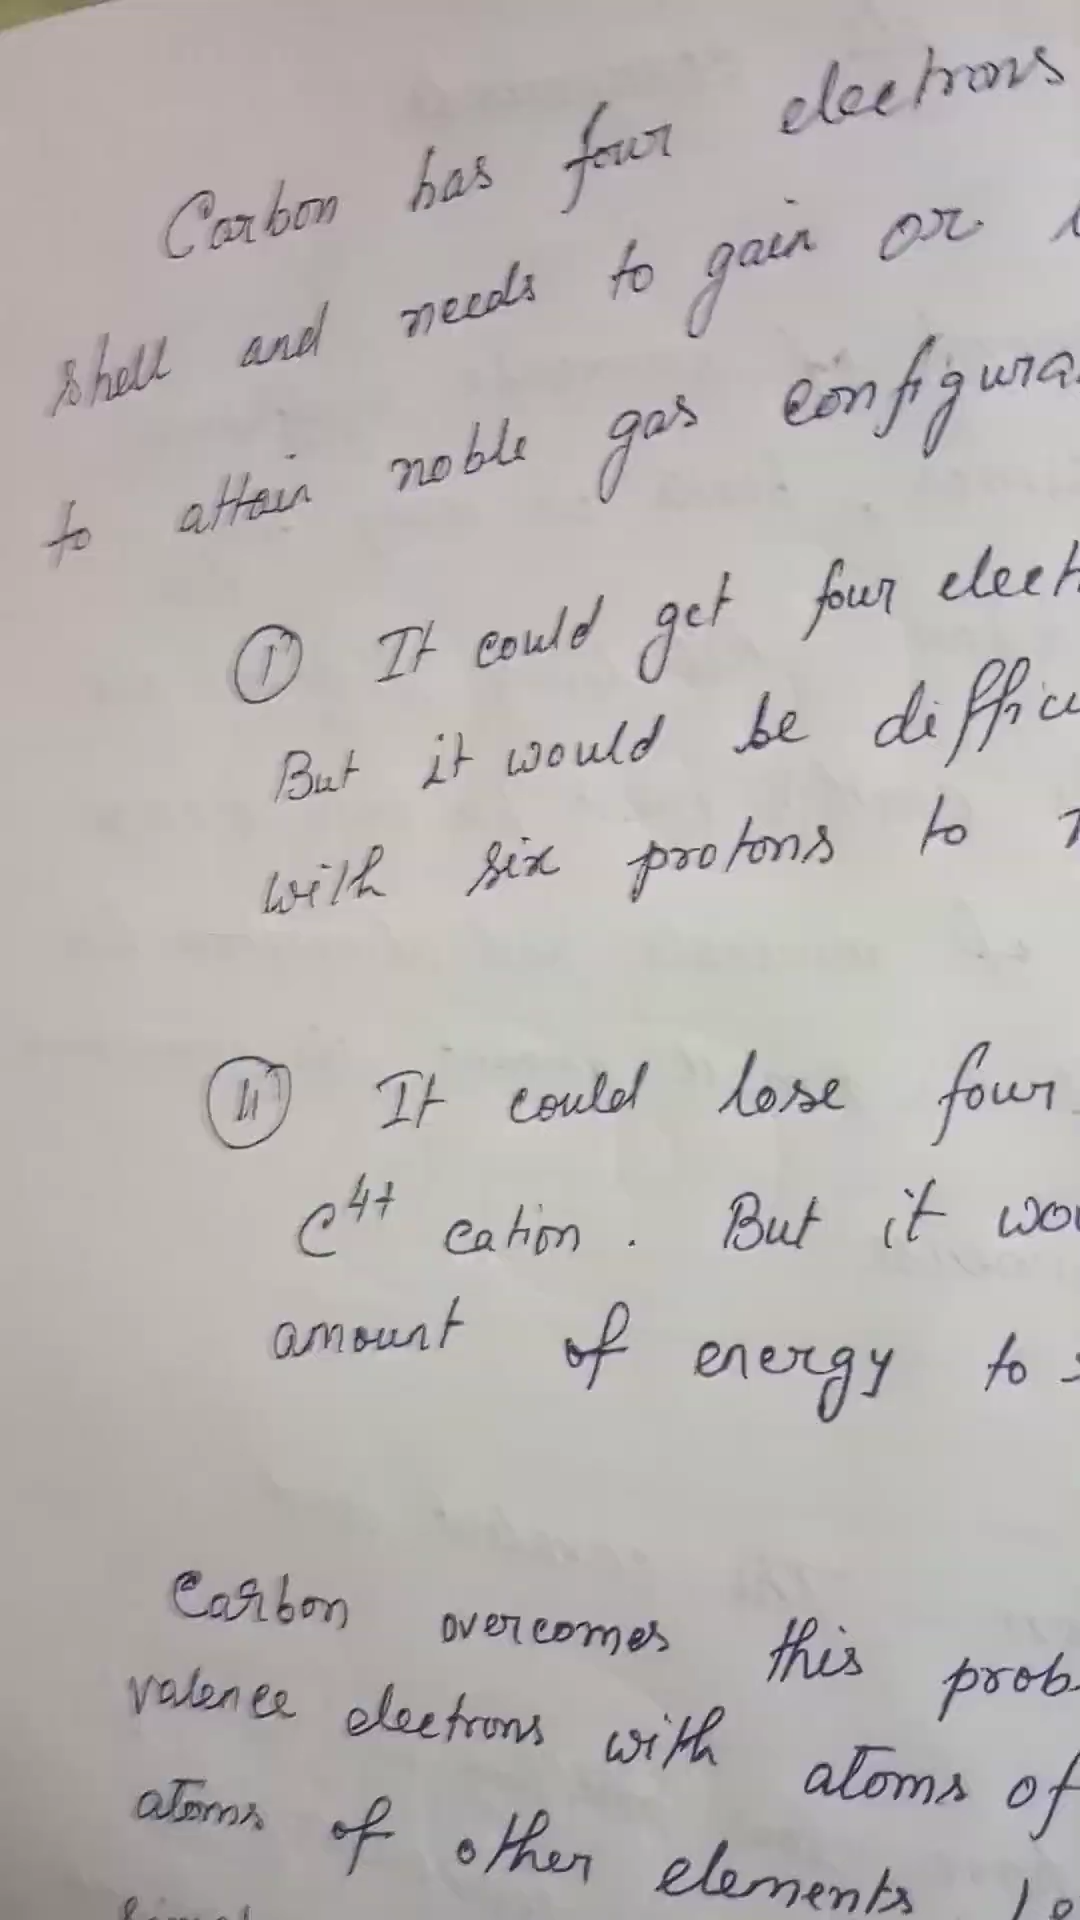 Carbon has four electrons
shell and needs to gain or
to attain noble gas configura
(I) It could get four elect
But it would be difficu
with six protons to
(II) It could lose four
C⁴⁺ cation. But it wou
amount of energy to
Carbon overcomes this prob
valence electrons with atoms of
atoms of other elements.